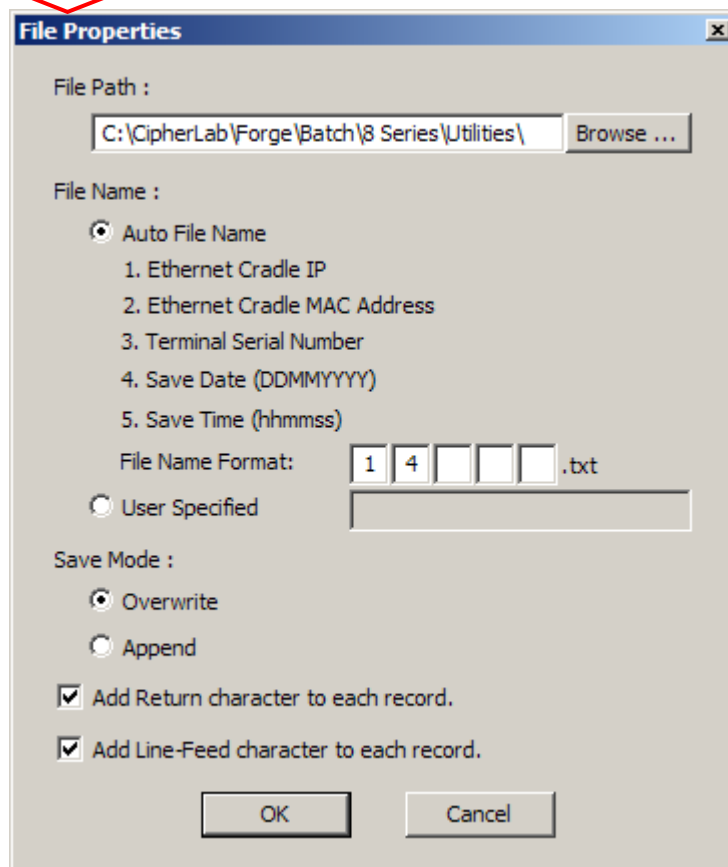 File Properties
File Path :
C:\CipherLab\Forge\Batch\8 Series\Utilities\ Browse ...
File Name :
Auto File Name
1. Ethernet Cradle IP
2. Ethernet Cradle MAC Address
3. Terminal Serial Number
4. Save Date (DDMMYYYY)
5. Save Time (hhmmss)
File Name Format: 1 4 .txt
User Specified
Save Mode :
Overwrite
Append
Add Return character to each record.
Add Line-Feed character to each record.
OK Cancel